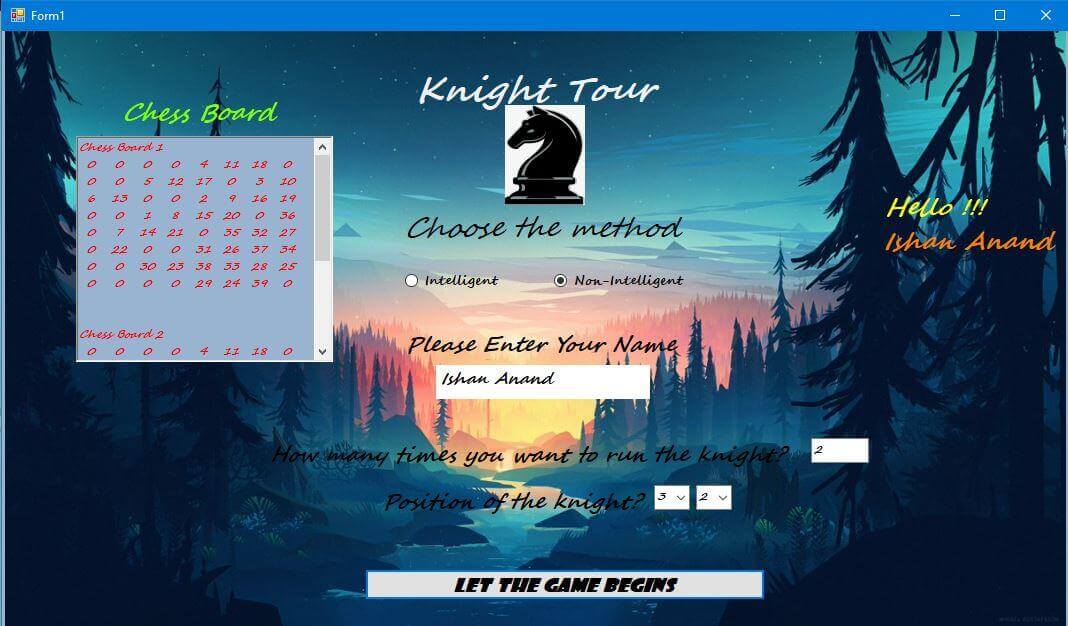 Form1
Knight Tour
Chess Board
Chess Board 1
0 0 0 0 4 11 18 0
0 0 5 12 17 0 3 10
6 13 0 0 2 9 16 19
0 0 1 8 15 20 0 36
0 7 14 21 0 35 32 27
0 22 0 0 31 26 37 34
0 0 30 23 38 33 28 25
0 0 0 0 29 24 39 0
Chess Board 2
0 0 0 0 4 11 18 0
Choose the method
Intelligent Non-Intelligent
Please Enter Your Name
Ishan Anand
Hello !!!
Ishan Anand
How many times you want to run the knight? 2
Position of the knight? 3 2
LET THE GAME BEGINS